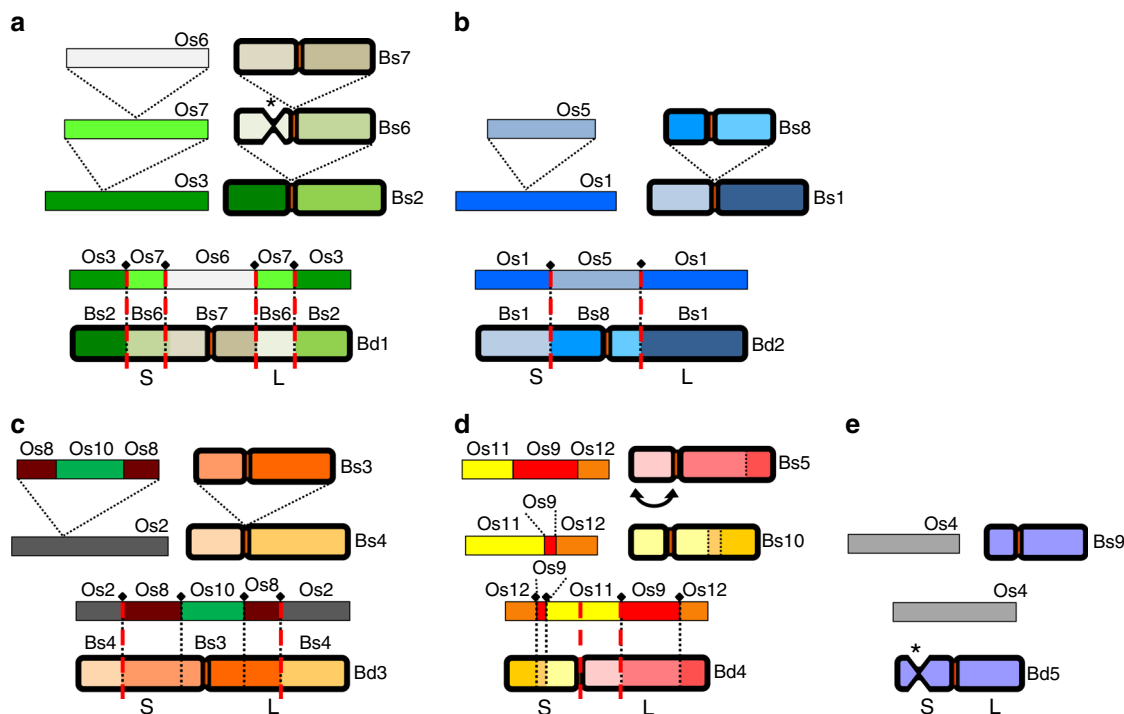 a
Os6
Bs7
Os7
*
Bs6
Os3
Bs2
Os3 Os7 Os6 Os7 Os3
Bs2 Bs6 Bs7 Bs6 Bs2
Bd1
S L
b
Os5
Bs8
Os1
Bs1
Os1 Os5 Os1
Bs1 Bs8 Bs1
Bd2
S L
c
Os8 Os10 Os8
Bs3
Os2
Bs4
Os2 Os8 Os10 Os8 Os2
Bs4 Bs3 Bs4
Bd3
S L
d
Os11 Os9 Os12
Bs5
Os9
Os11 Os12
Bs10
Os9
Os12 Os11 Os9 Os12
Bd4
S L
e
Os4
Bs9
Os4
*
Bd5
S L